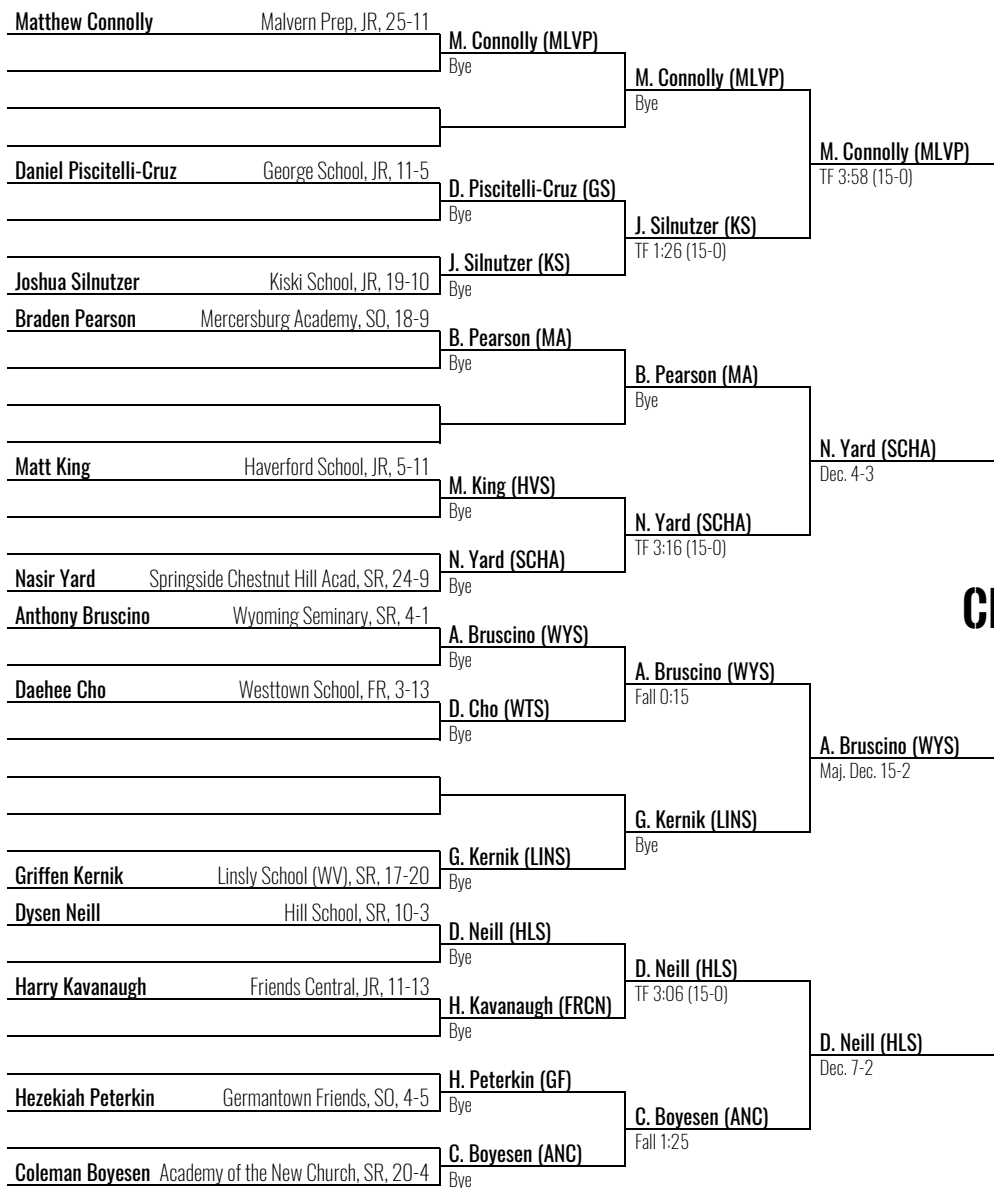 Matthew Connolly Malvern Prep, JR, 25-11
M. Connolly (MLVP)
Bye
M. Connolly (MLVP)
Bye
M. Connolly (MLVP)
TF 3:58 (15-0)
Daniel Piscitelli-Cruz George School, JR, 11-5
D. Piscitelli-Cruz (GS)
Bye
J. Silnutzer (KS)
TF 1:26 (15-0)
J. Silnutzer (KS)
Bye
Joshua Silnutzer Kiski School, JR, 19-10
Braden Pearson Mercersburg Academy, SO, 18-9
B. Pearson (MA)
Bye
B. Pearson (MA)
Bye
N. Yard (SCHA)
Dec. 4-3
Matt King Haverford School, JR, 5-11
M. King (HVS)
Bye
N. Yard (SCHA)
TF 3:16 (15-0)
N. Yard (SCHA)
Bye
Nasir Yard Springside Chestnut Hill Acad, SR, 24-9
Anthony Bruscino Wyoming Seminary, SR, 4-1
A. Bruscino (WYS)
Bye
A. Bruscino (WYS)
Fall 0:15
Daehee Cho Westtown School, FR, 3-13
D. Cho (WTS)
Bye
A. Bruscino (WYS)
Maj. Dec. 15-2
G. Kernik (LINS)
Bye
G. Kernik (LINS)
Bye
Griffen Kernik Linsly School (WV), SR, 17-20
Dysen Neill Hill School, SR, 10-3
D. Neill (HLS)
Bye
D. Neill (HLS)
TF 3:06 (15-0)
Harry Kavanaugh Friends Central, JR, 11-13
H. Kavanaugh (FRCN)
Bye
D. Neill (HLS)
Dec. 7-2
H. Peterkin (GF)
Bye
Hezekiah Peterkin Germantown Friends, SO, 4-5
C. Boyesen (ANC)
Fall 1:25
C. Boyesen (ANC)
Bye
Coleman Boyesen Academy of the New Church, SR, 20-4